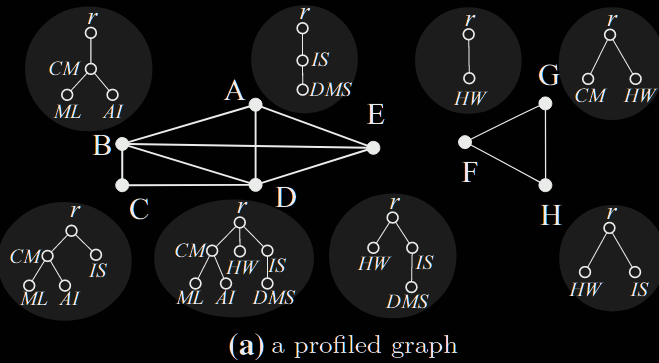 r
CM
ML AI
r
IS
DMS
r
HW
r
CM HW
A
B
C
D
E
F
G
H
r
CM
IS
ML AI
r
CM
HW
IS
ML AI DMS
r
HW
IS
DMS
r
HW IS
(a) a profiled graph